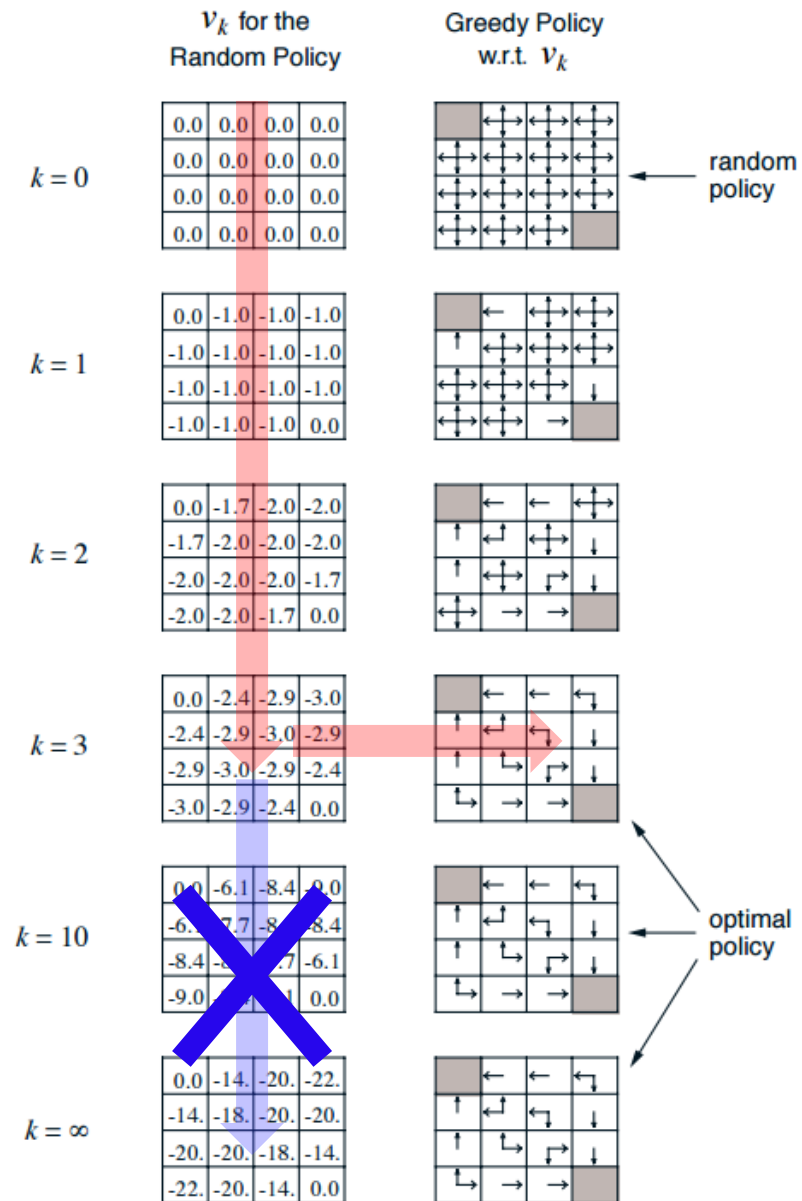 v_k for the
Random Policy
Greedy Policy
w.r.t. v_k
k = 0
0.0 0.0 0.0 0.0
0.0 0.0 0.0 0.0
0.0 0.0 0.0 0.0
0.0 0.0 0.0 0.0
random
policy
k = 1
0.0 -1.0 -1.0 -1.0
-1.0 -1.0 -1.0 -1.0
-1.0 -1.0 -1.0 -1.0
-1.0 -1.0 -1.0 0.0
k = 2
0.0 -1.7 -2.0 -2.0
-1.7 -2.0 -2.0 -2.0
-2.0 -2.0 -2.0 -1.7
-2.0 -2.0 -1.7 0.0
k = 3
0.0 -2.4 -2.9 -3.0
-2.4 -2.9 -3.0 -2.9
-2.9 -3.0 -2.9 -2.4
-3.0 -2.9 -2.4 0.0
k = 10
-6.1 -8.4 -9.0
-8.4
-8.4 -6.1
-9.0 0.0
optimal
policy
k = ∞
0.0 -14. -20. -22.
-14. -18. -20. -20.
-20. -20. -18. -14.
-22. -20. -14. 0.0